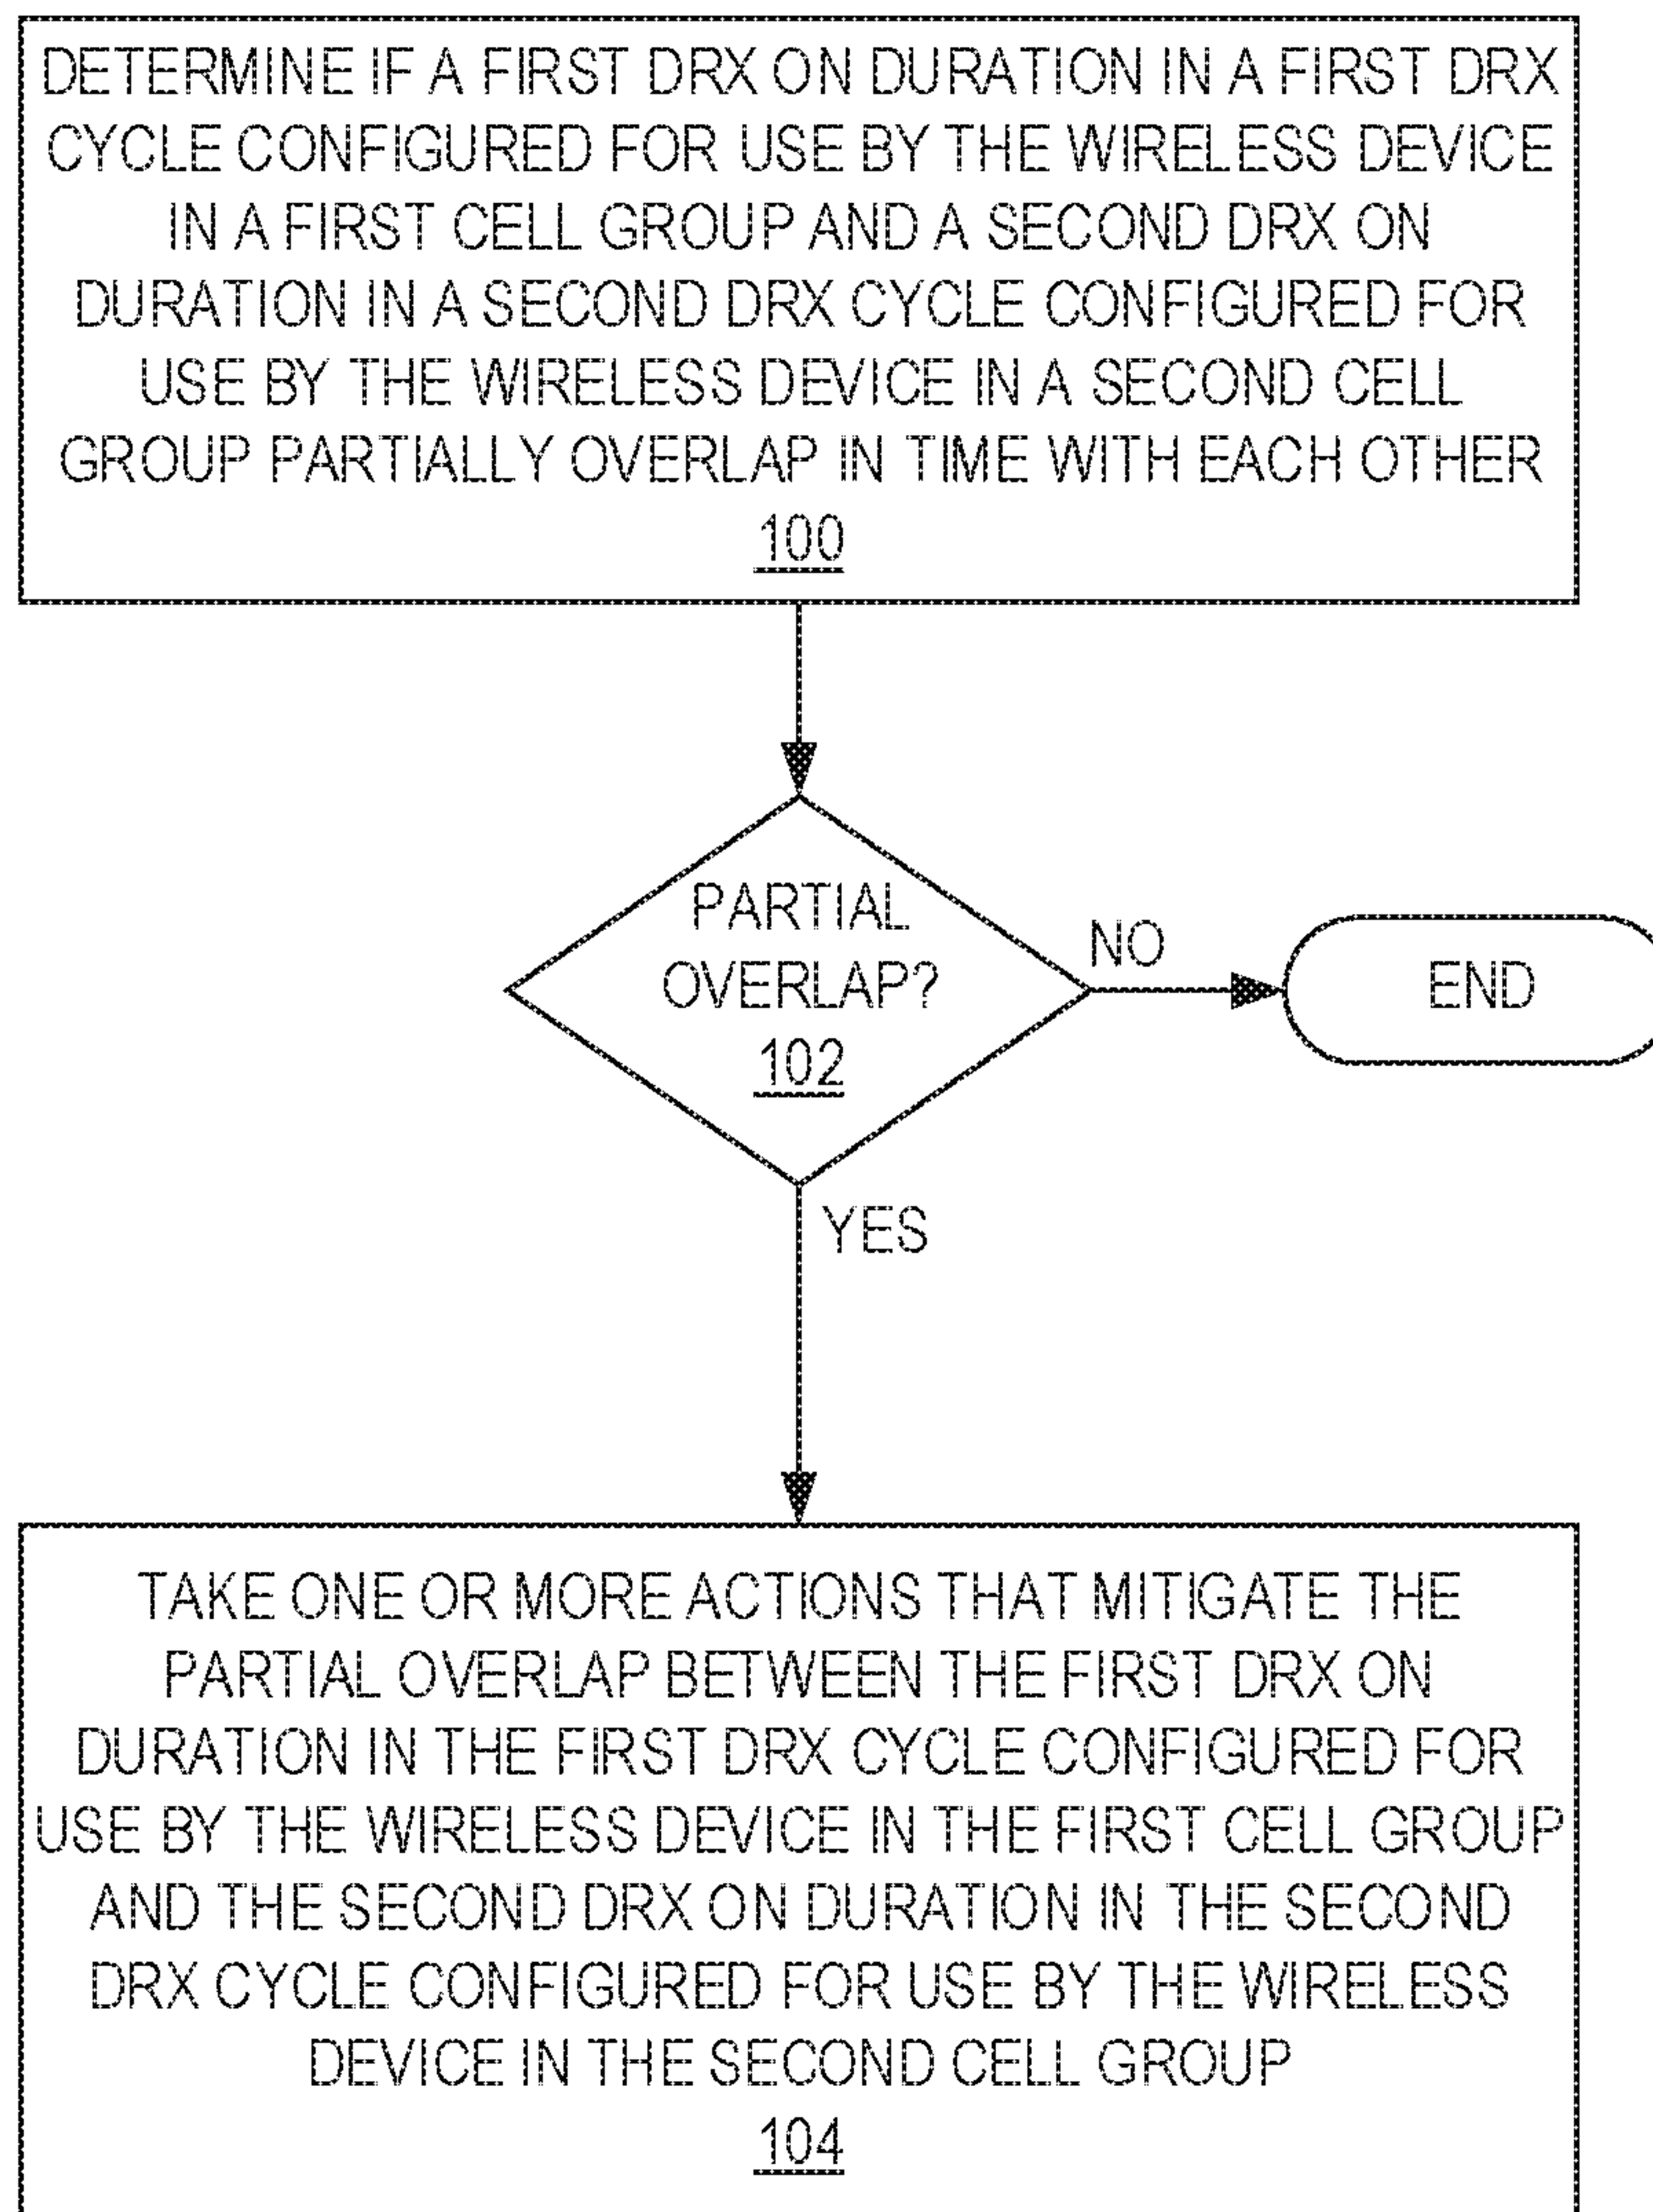 DETERMINE IF A FIRST DRX ON DURATION IN A FIRST DRX
CYCLE CONFIGURED FOR USE BY THE WIRELESS DEVICE
IN A FIRST CELL GROUP AND A SECOND DRX ON
DURATION IN A SECOND DRX CYCLE CONFIGURED FOR
USE BY THE WIRELESS DEVICE IN A SECOND CELL
GROUP PARTIALLY OVERLAP IN TIME WITH EACH OTHER
100
PARTIAL
OVERLAP?
102
NO
END
YES
TAKE ONE OR MORE ACTIONS THAT MITIGATE THE
PARTIAL OVERLAP BETWEEN THE FIRST DRX ON
DURATION IN THE FIRST DRX CYCLE CONFIGURED FOR
USE BY THE WIRELESS DEVICE IN THE FIRST CELL GROUP
AND THE SECOND DRX ON DURATION IN THE SECOND
DRX CYCLE CONFIGURED FOR USE BY THE WIRELESS
DEVICE IN THE SECOND CELL GROUP
104